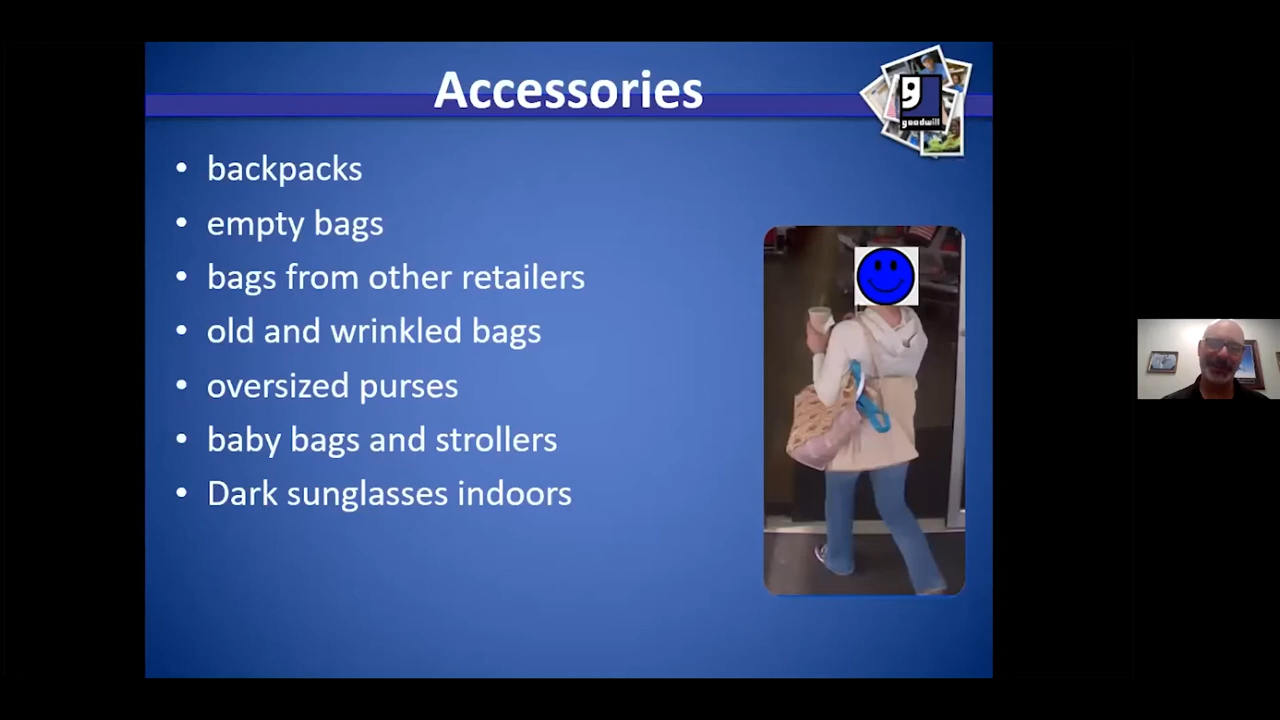 Accessories
g
goodwill
backpacks
empty bags
bags from other retailers
old and wrinkled bags
oversized purses
baby bags and strollers
Dark sunglasses indoors